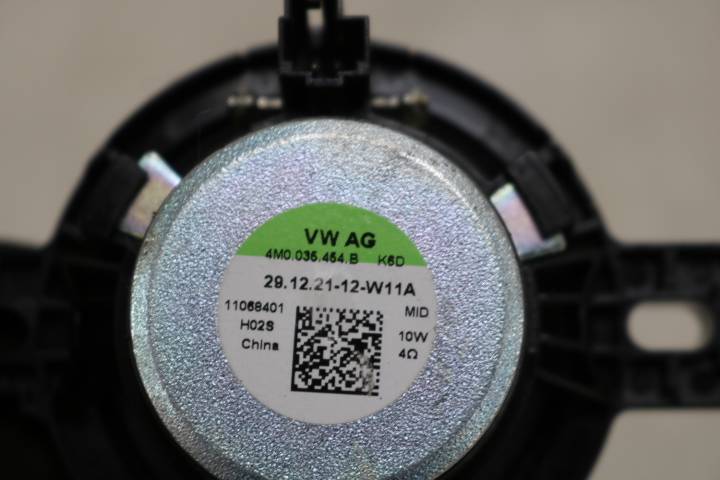 VW AG
4M0.035.454.B K6D
29.12.21-12-W11A
11068401
H02S
China
MID
10W
4Ω